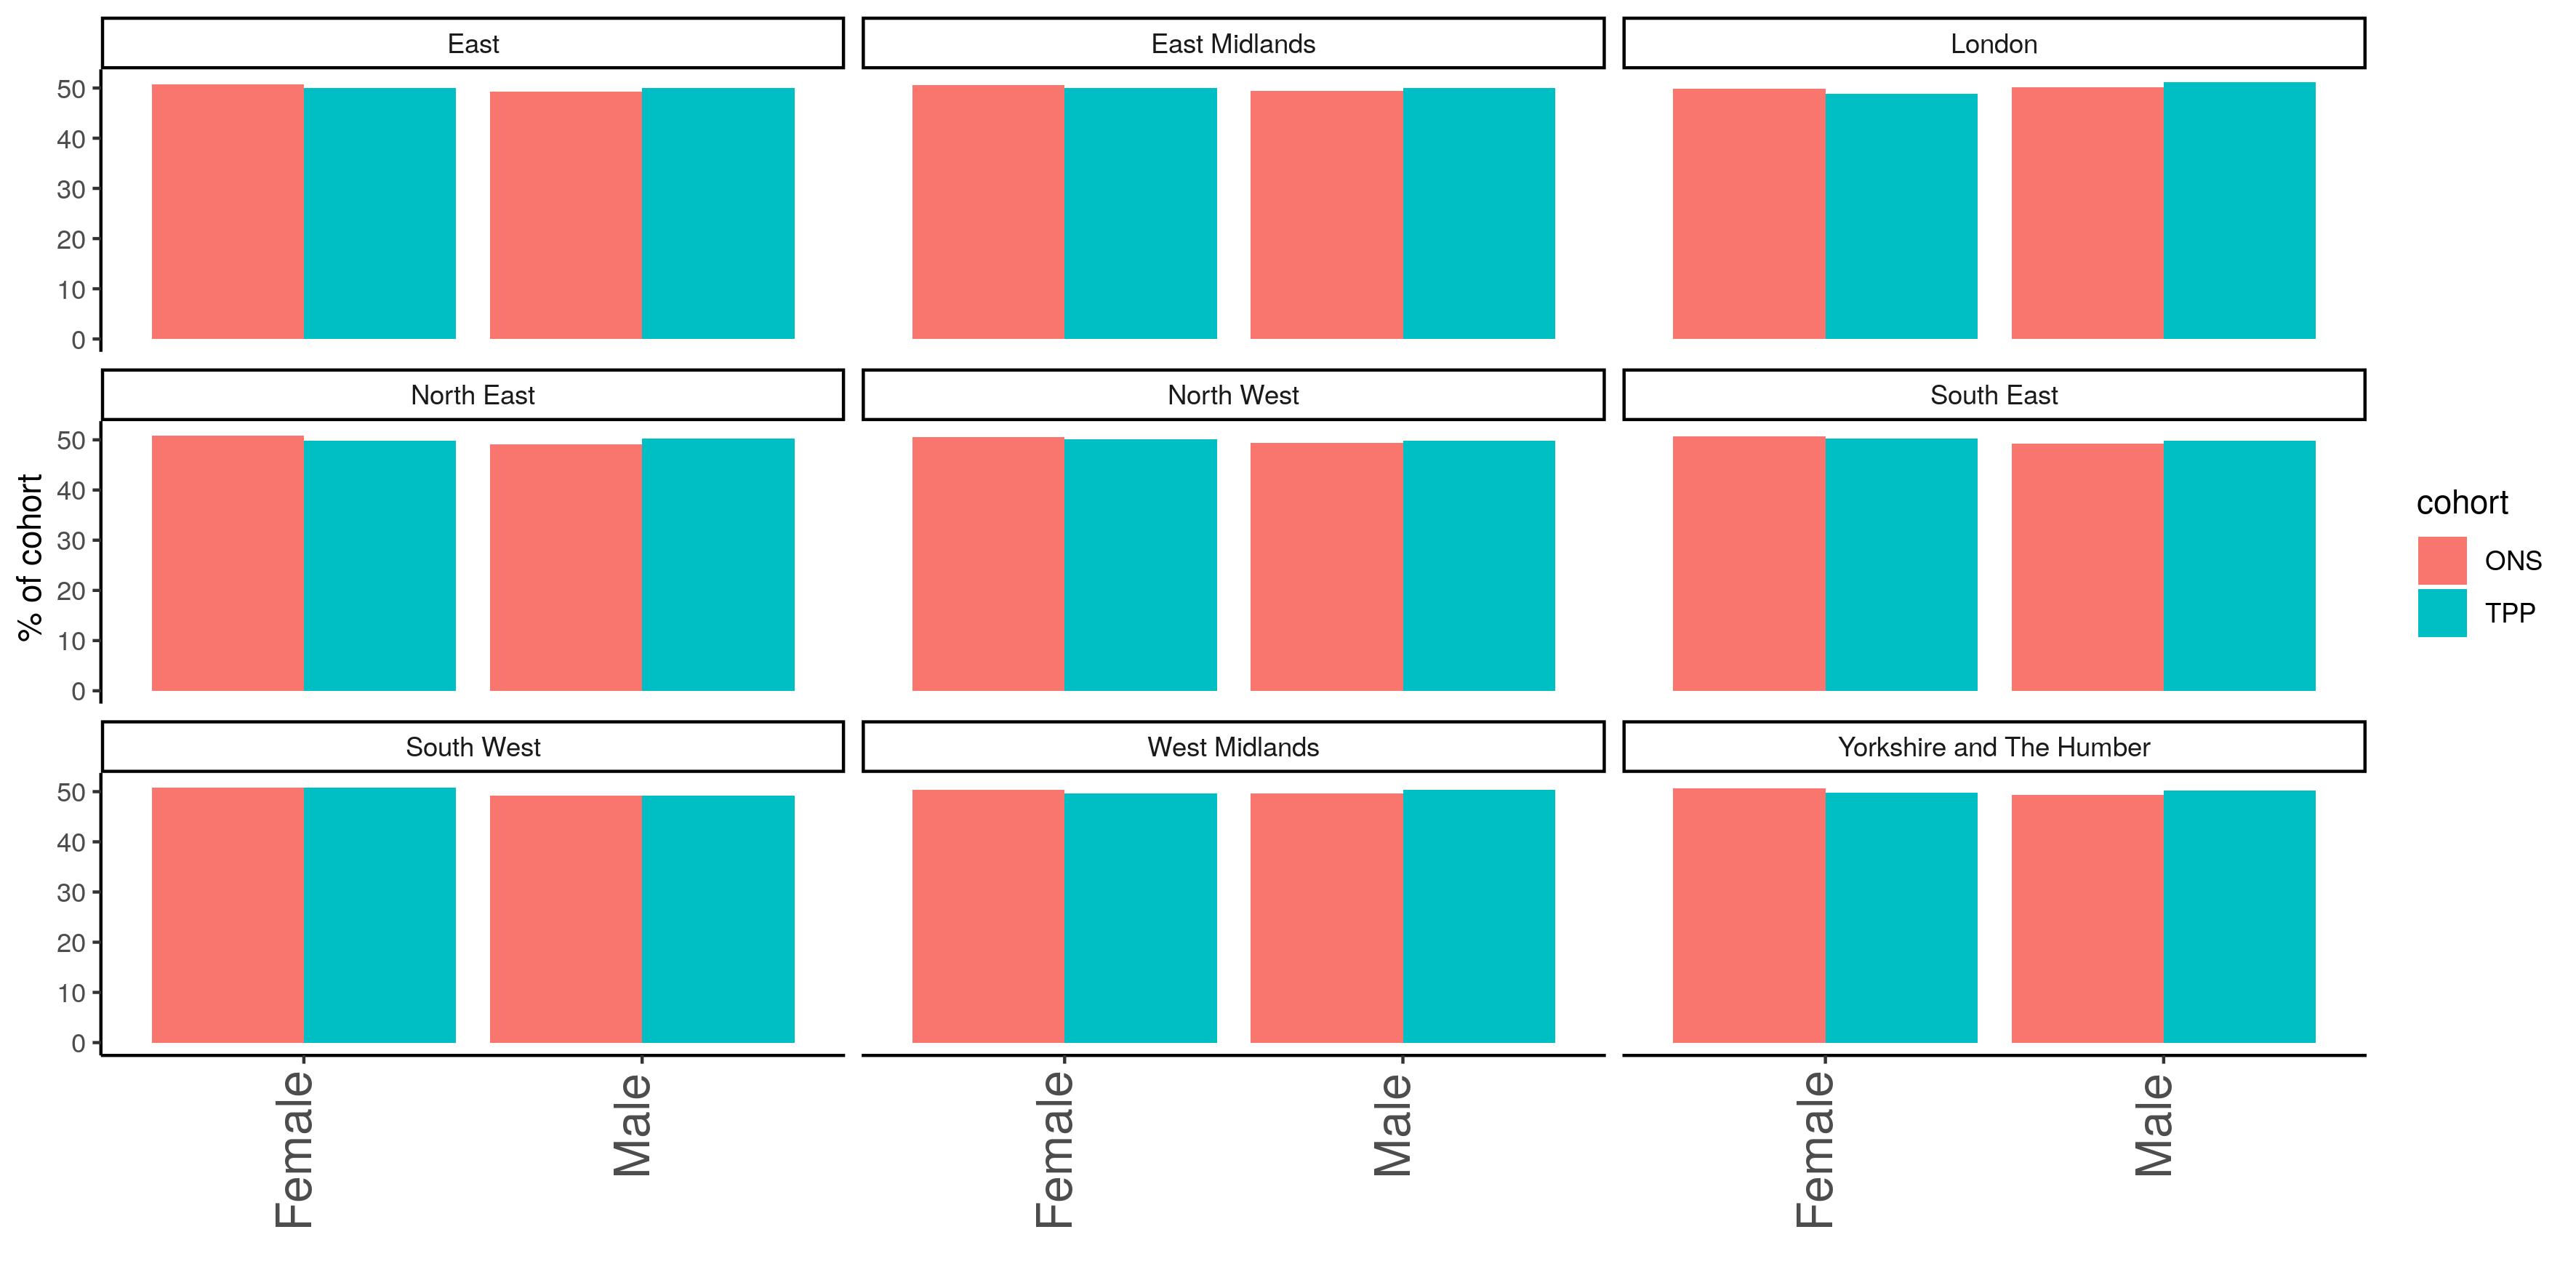 East
East Midlands
London
50
40
30
20
10
0
North East
North West
South East
50
40
30
20
10
0
% of cohort
cohort
ONS
TPP
South West
West Midlands
Yorkshire and The Humber
50
40
30
20
10
0
Female
Male
Female
Male
Female
Male